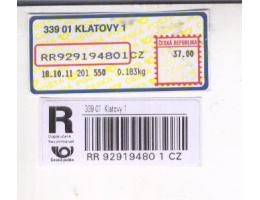 339 01 KLATOVY 1
ČESKÁ REPUBLIKA
37,00
RR929194801CZ
18.10.11 201 550 0.183kg
R
339 01 Klatovy 1
Doporučeně
Recommandé
Česká pošta
RR 92919480 1 CZ